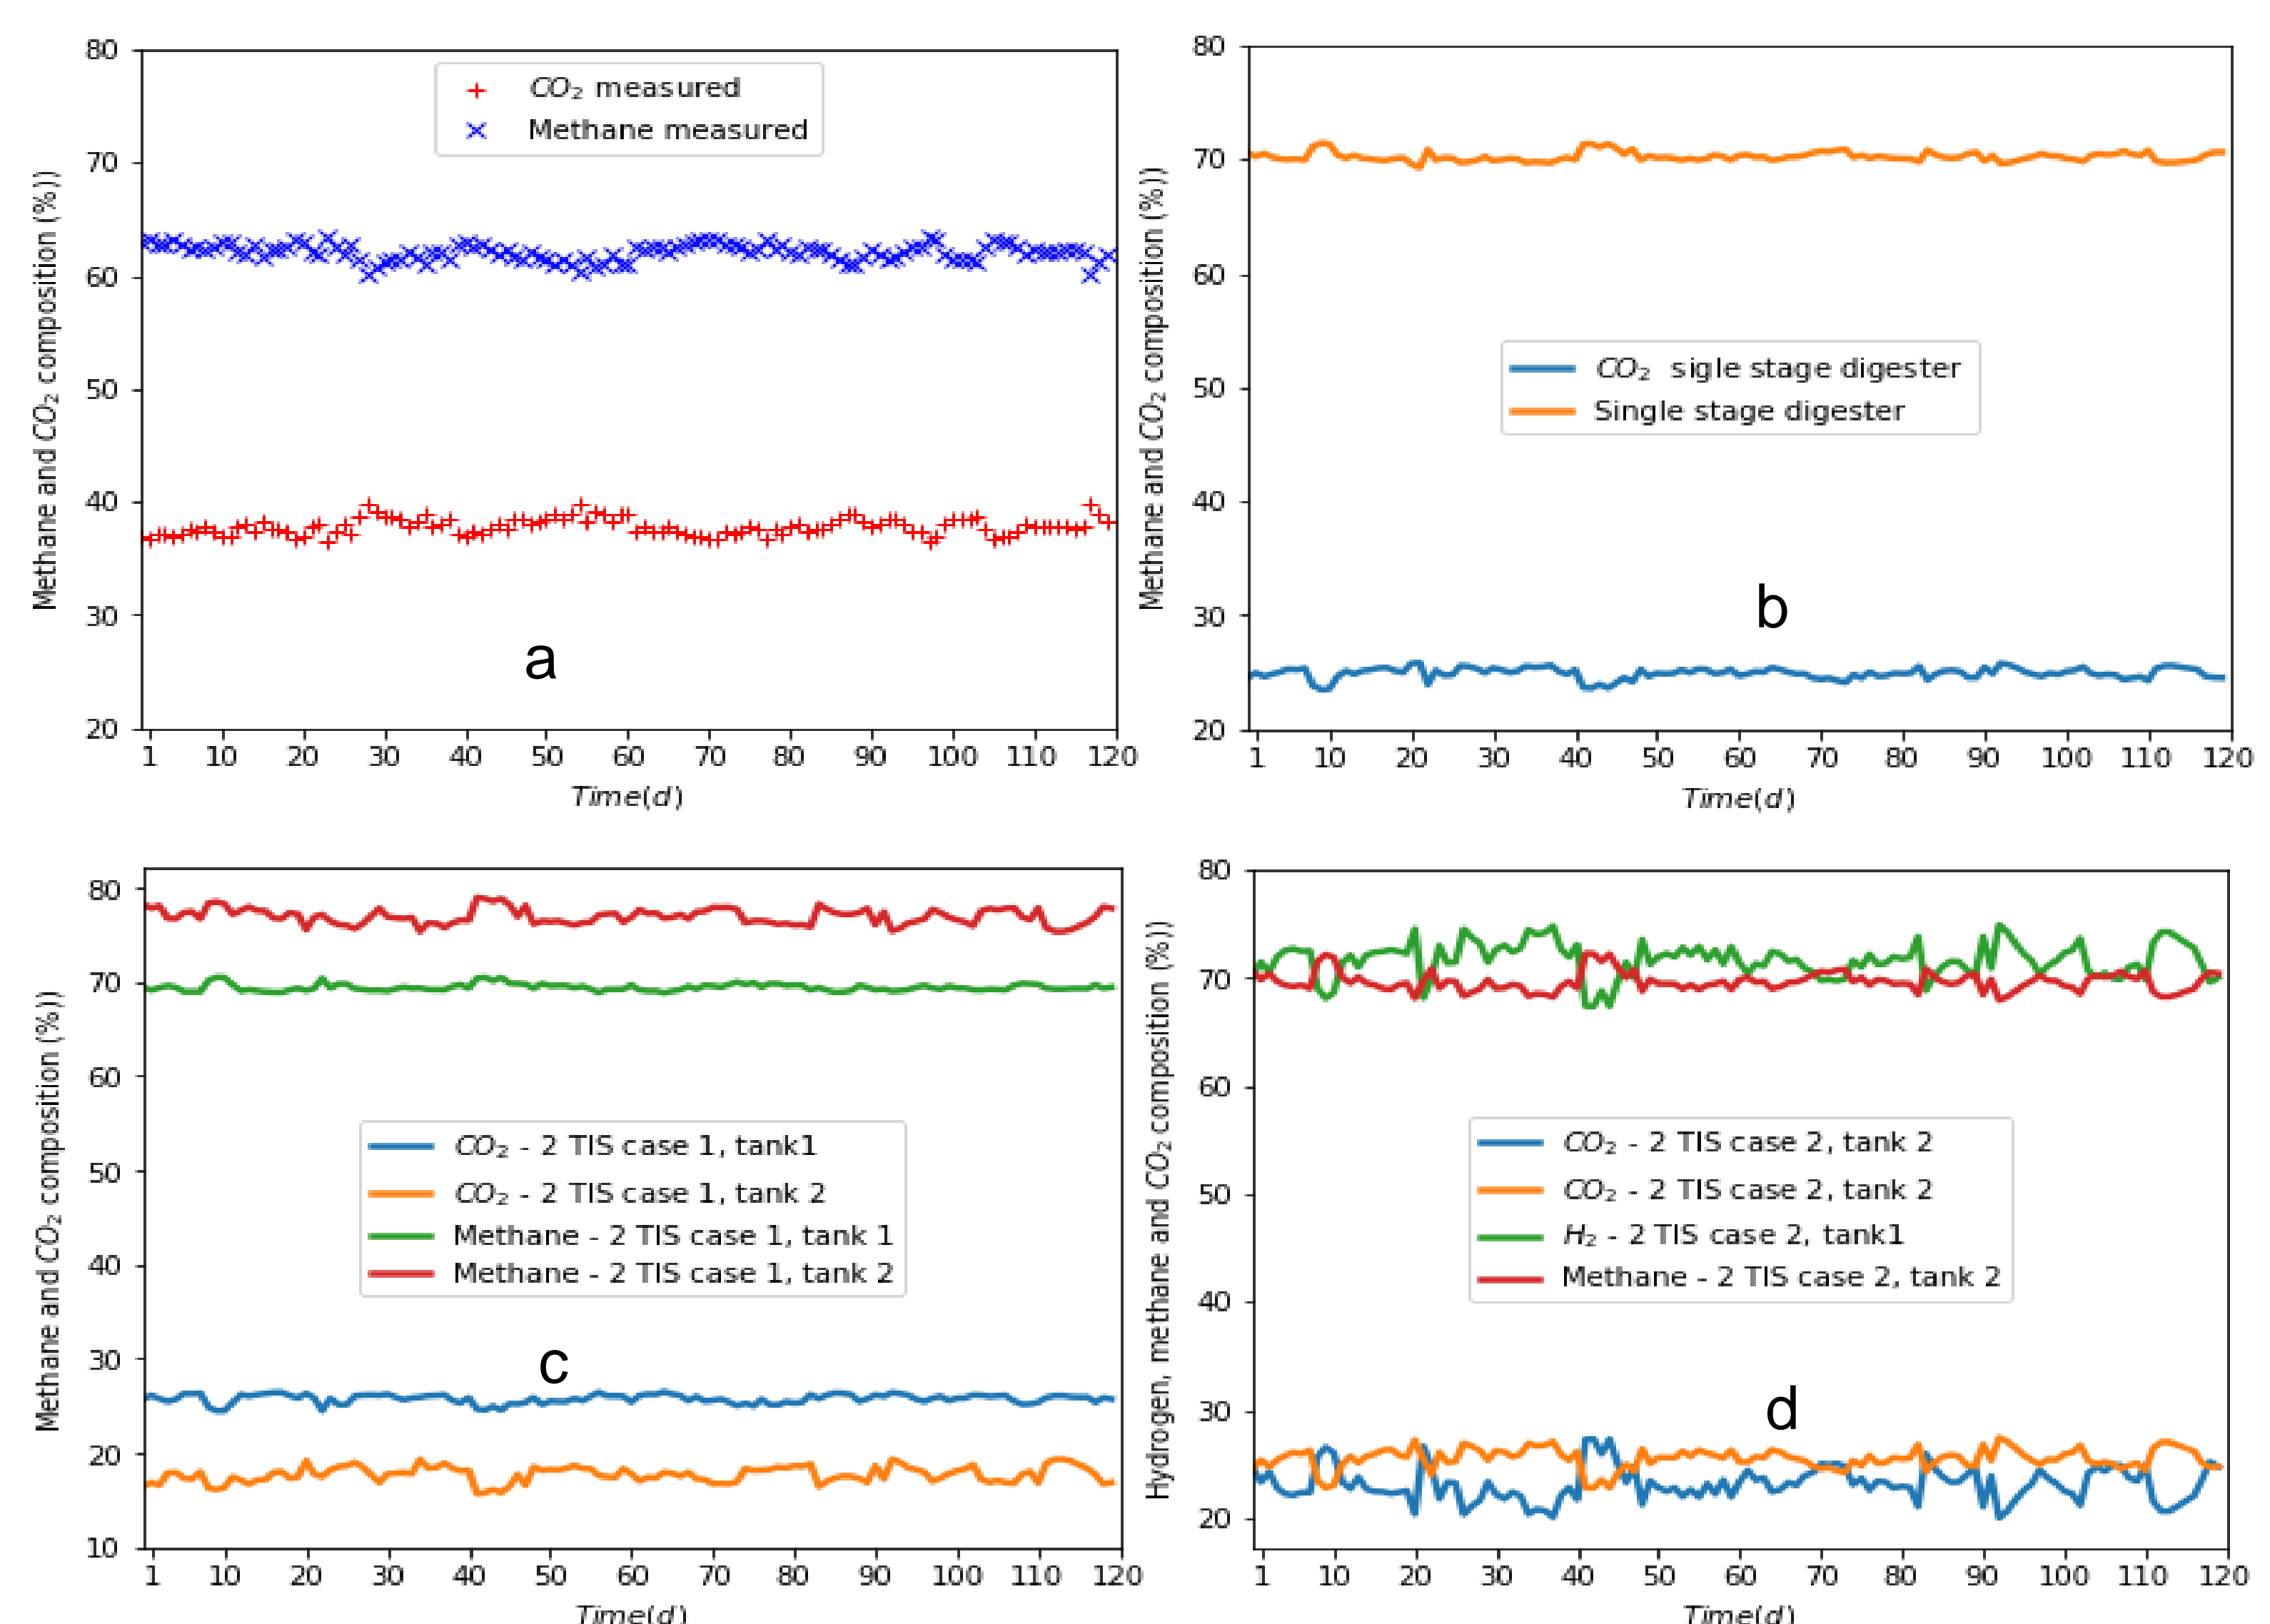 Methane and CO₂ composition (%))
80
70
60
50
40
30
20
CO₂ measured
Methane measured
a
1 10 20 30 40 50 60 70 80 90 100 110 120
Time(d)
Methane and CO₂ composition (%))
80
70
60
50
40
30
20
CO₂ sigle stage digester
Single stage digester
b
1 10 20 30 40 50 60 70 80 90 100 110 120
Time(d)
Methane and CO₂ composition (%))
80
70
60
50
40
30
20
10
CO₂ - 2 TIS case 1, tank1
CO₂ - 2 TIS case 1, tank 2
Methane - 2 TIS case 1, tank 1
Methane - 2 TIS case 1, tank 2
c
1 10 20 30 40 50 60 70 80 90 100 110 120
Time(d)
Hydrogen, methane and CO₂ composition (%))
80
70
60
50
40
30
20
CO₂ - 2 TIS case 2, tank 2
CO₂ - 2 TIS case 2, tank 2
H₂ - 2 TIS case 2, tank1
Methane - 2 TIS case 2, tank 2
d
1 10 20 30 40 50 60 70 80 90 100 110 120
Time(d)